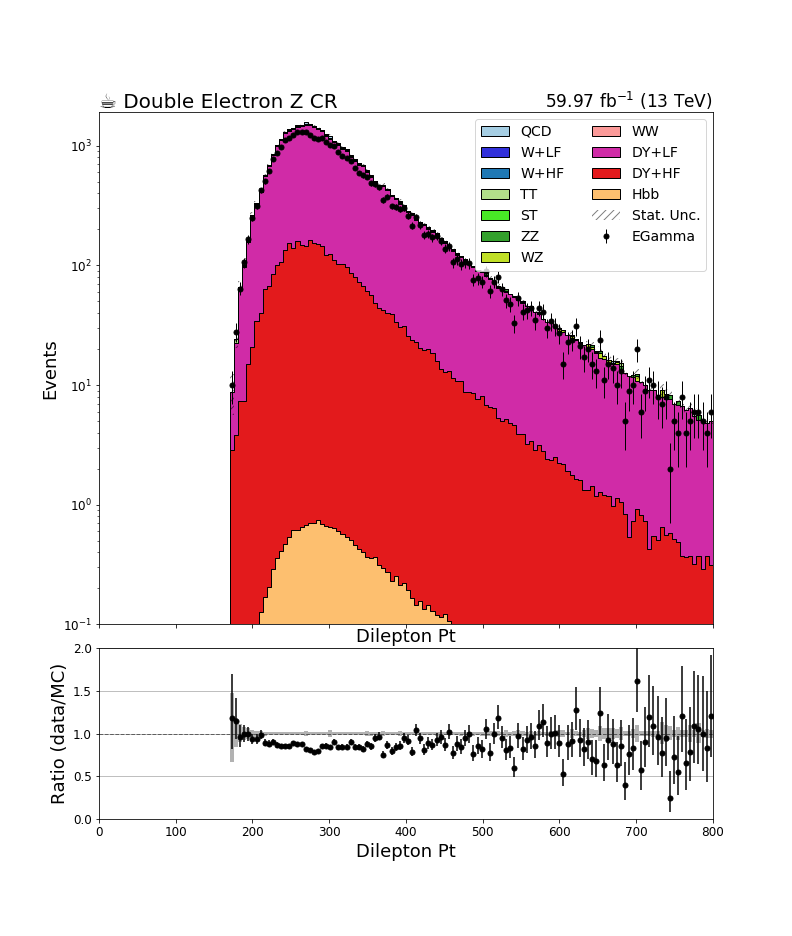 ☕ Double Electron Z CR
59.97 fb⁻¹ (13 TeV)
QCD
W+LF
W+HF
TT
ST
ZZ
WZ
WW
DY+LF
DY+HF
Hbb
Stat. Unc.
EGamma
Events
10³
10²
10¹
10⁰
10⁻¹
Dilepton Pt
Ratio (data/MC)
2.0
1.5
1.0
0.5
0.0
0 100 200 300 400 500 600 700 800
Dilepton Pt